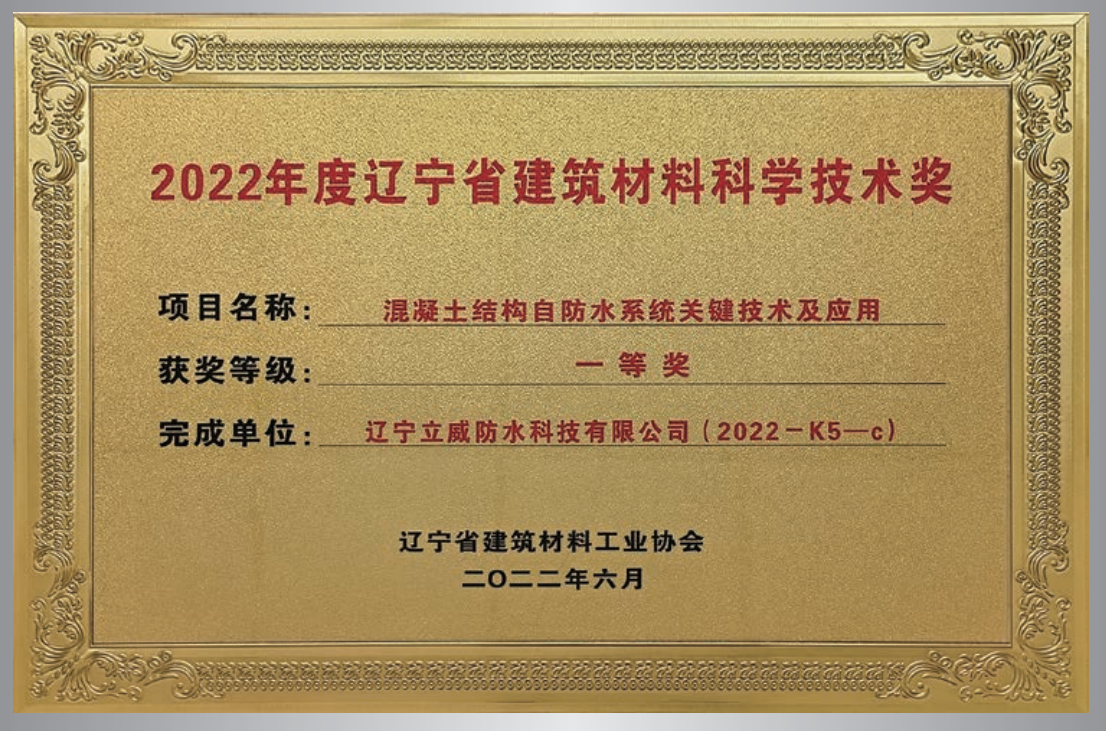 2022年度辽宁省建筑材料科学技术奖
项目名称：混凝土结构自防水系统关键技术及应用
获奖等级：一等奖
完成单位：辽宁立威防水科技有限公司（2022－K5—c）
辽宁省建筑材料工业协会
二〇二二年六月